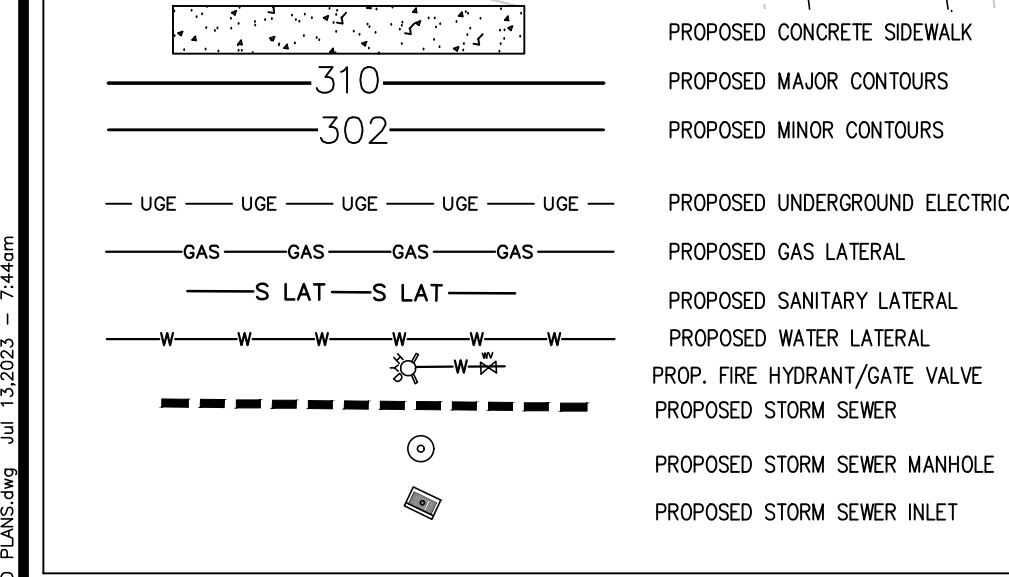 PROPOSED CONCRETE SIDEWALK
310 PROPOSED MAJOR CONTOURS
302 PROPOSED MINOR CONTOURS
UGE UGE UGE UGE UGE PROPOSED UNDERGROUND ELECTRIC
GAS GAS GAS GAS PROPOSED GAS LATERAL
S LAT S LAT PROPOSED SANITARY LATERAL
W W W W W W PROPOSED WATER LATERAL
W WV PROP. FIRE HYDRANT/GATE VALVE
PROPOSED STORM SEWER
PROPOSED STORM SEWER MANHOLE
PROPOSED STORM SEWER INLET
PLANS.dwg Jul 13,2023 - 7:44am